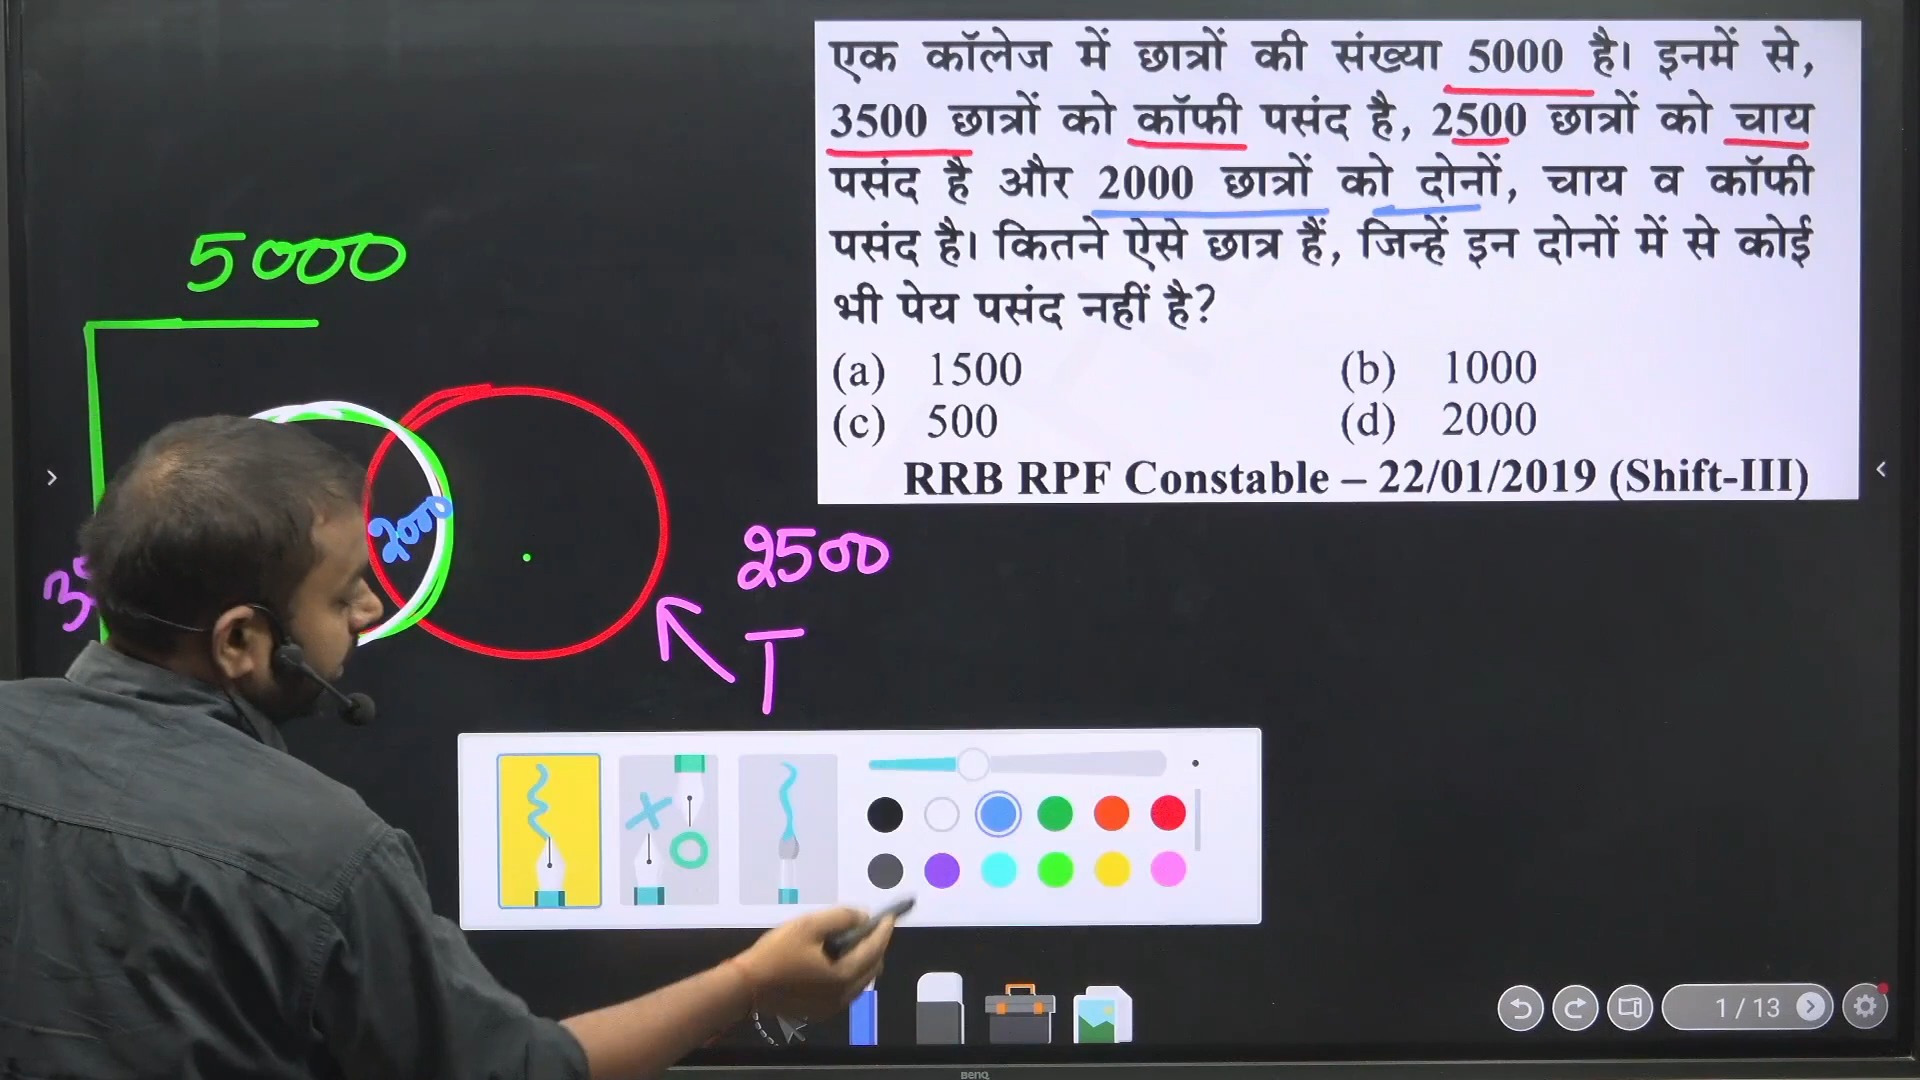 एक कॉलेज में छात्रों की संख्या 5000 है। इनमें से,
3500 छात्रों को कॉफी पसंद है, 2500 छात्रों को चाय
पसंद है और 2000 छात्रों को दोनों, चाय व कॉफी
पसंद है। कितने ऐसे छात्र हैं, जिन्हें इन दोनों में से कोई
भी पेय पसंद नहीं है?
(a) 1500 (b) 1000
(c) 500 (d) 2000
RRB RPF Constable – 22/01/2019 (Shift-III)
5000
2000
2500
T
1 / 13
BenQ